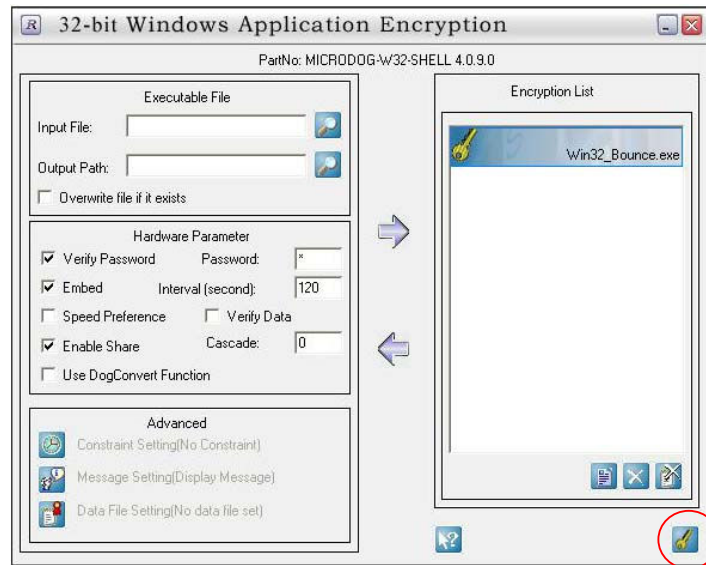 R 32-bit Windows Application Encryption
PartNo: MICRODOG-W32-SHELL 4.0.9.0
Executable File
Input File:
Output Path:
Overwrite file if it exists
Hardware Parameter
Verify Password Password: *
Embed Interval (second): 120
Speed Preference Verify Data
Enable Share Cascade: 0
Use DogConvert Function
Advanced
Constraint Setting(No Constraint)
Message Setting(Display Message)
Data File Setting(No data file set)
Encryption List
Win32_Bounce.exe